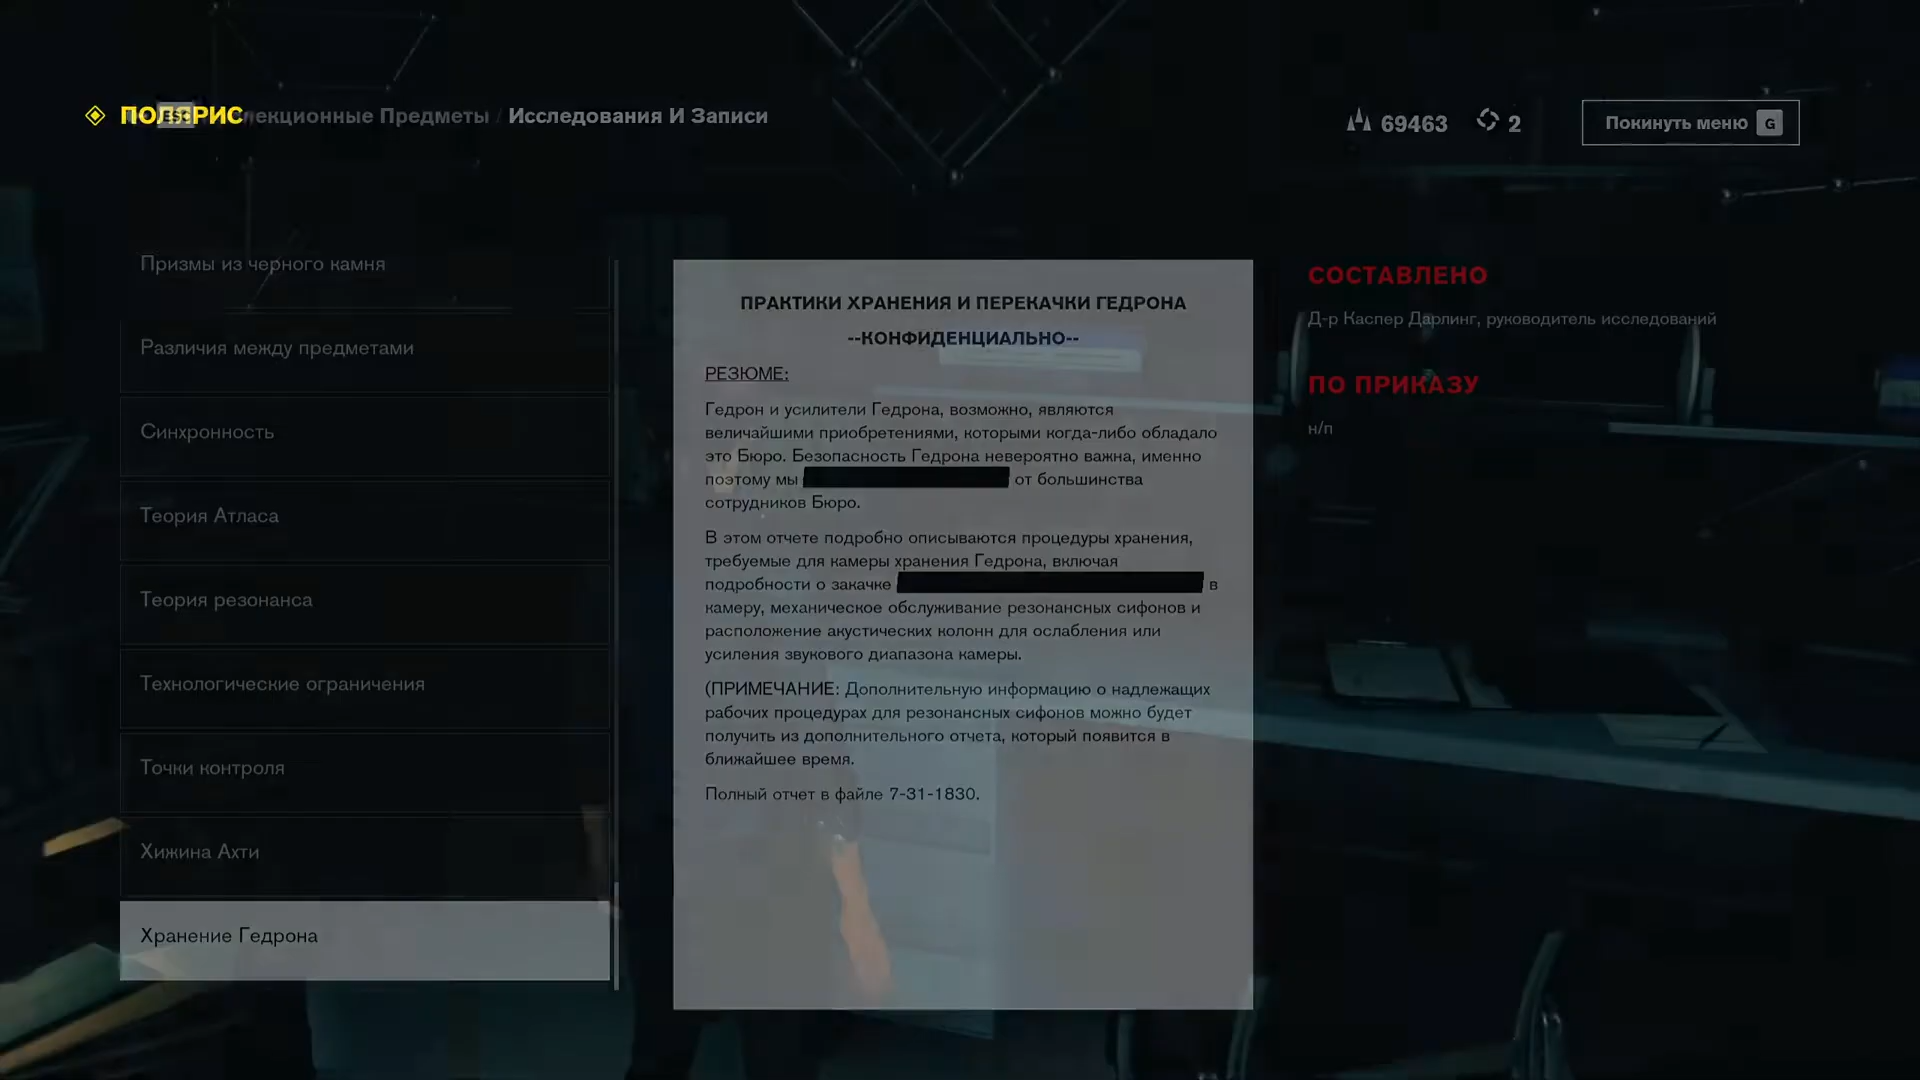 ПОЛЯРИС
лекционные Предметы / Исследования И Записи
69463
2
Покинуть меню G
Призмы из черного камня
Различия между предметами
Синхронность
Теория Атласа
Теория резонанса
Технологические ограничения
Точки контроля
Хижина Ахти
Хранение Гедрона
ПРАКТИКИ ХРАНЕНИЯ И ПЕРЕКАЧКИ ГЕДРОНА
--КОНФИДЕНЦИАЛЬНО--
РЕЗЮМЕ:
Гедрон и усилители Гедрона, возможно, являются
величайшими приобретениями, которыми когда-либо обладало
это Бюро. Безопасность Гедрона невероятно важна, именно
поэтому мы от большинства
сотрудников Бюро.
В этом отчете подробно описываются процедуры хранения,
требуемые для камеры хранения Гедрона, включая
подробности о закачке в
камеру, механическое обслуживание резонансных сифонов и
расположение акустических колонн для ослабления или
усиления звукового диапазона камеры.
(ПРИМЕЧАНИЕ: Дополнительную информацию о надлежащих
рабочих процедурах для резонансных сифонов можно будет
получить из дополнительного отчета, который появится в
ближайшее время.
Полный отчет в файле 7-31-1830.
СОСТАВЛЕНО
Д-р Каспер Дарлинг, руководитель исследований
ПО ПРИКАЗУ
н/п